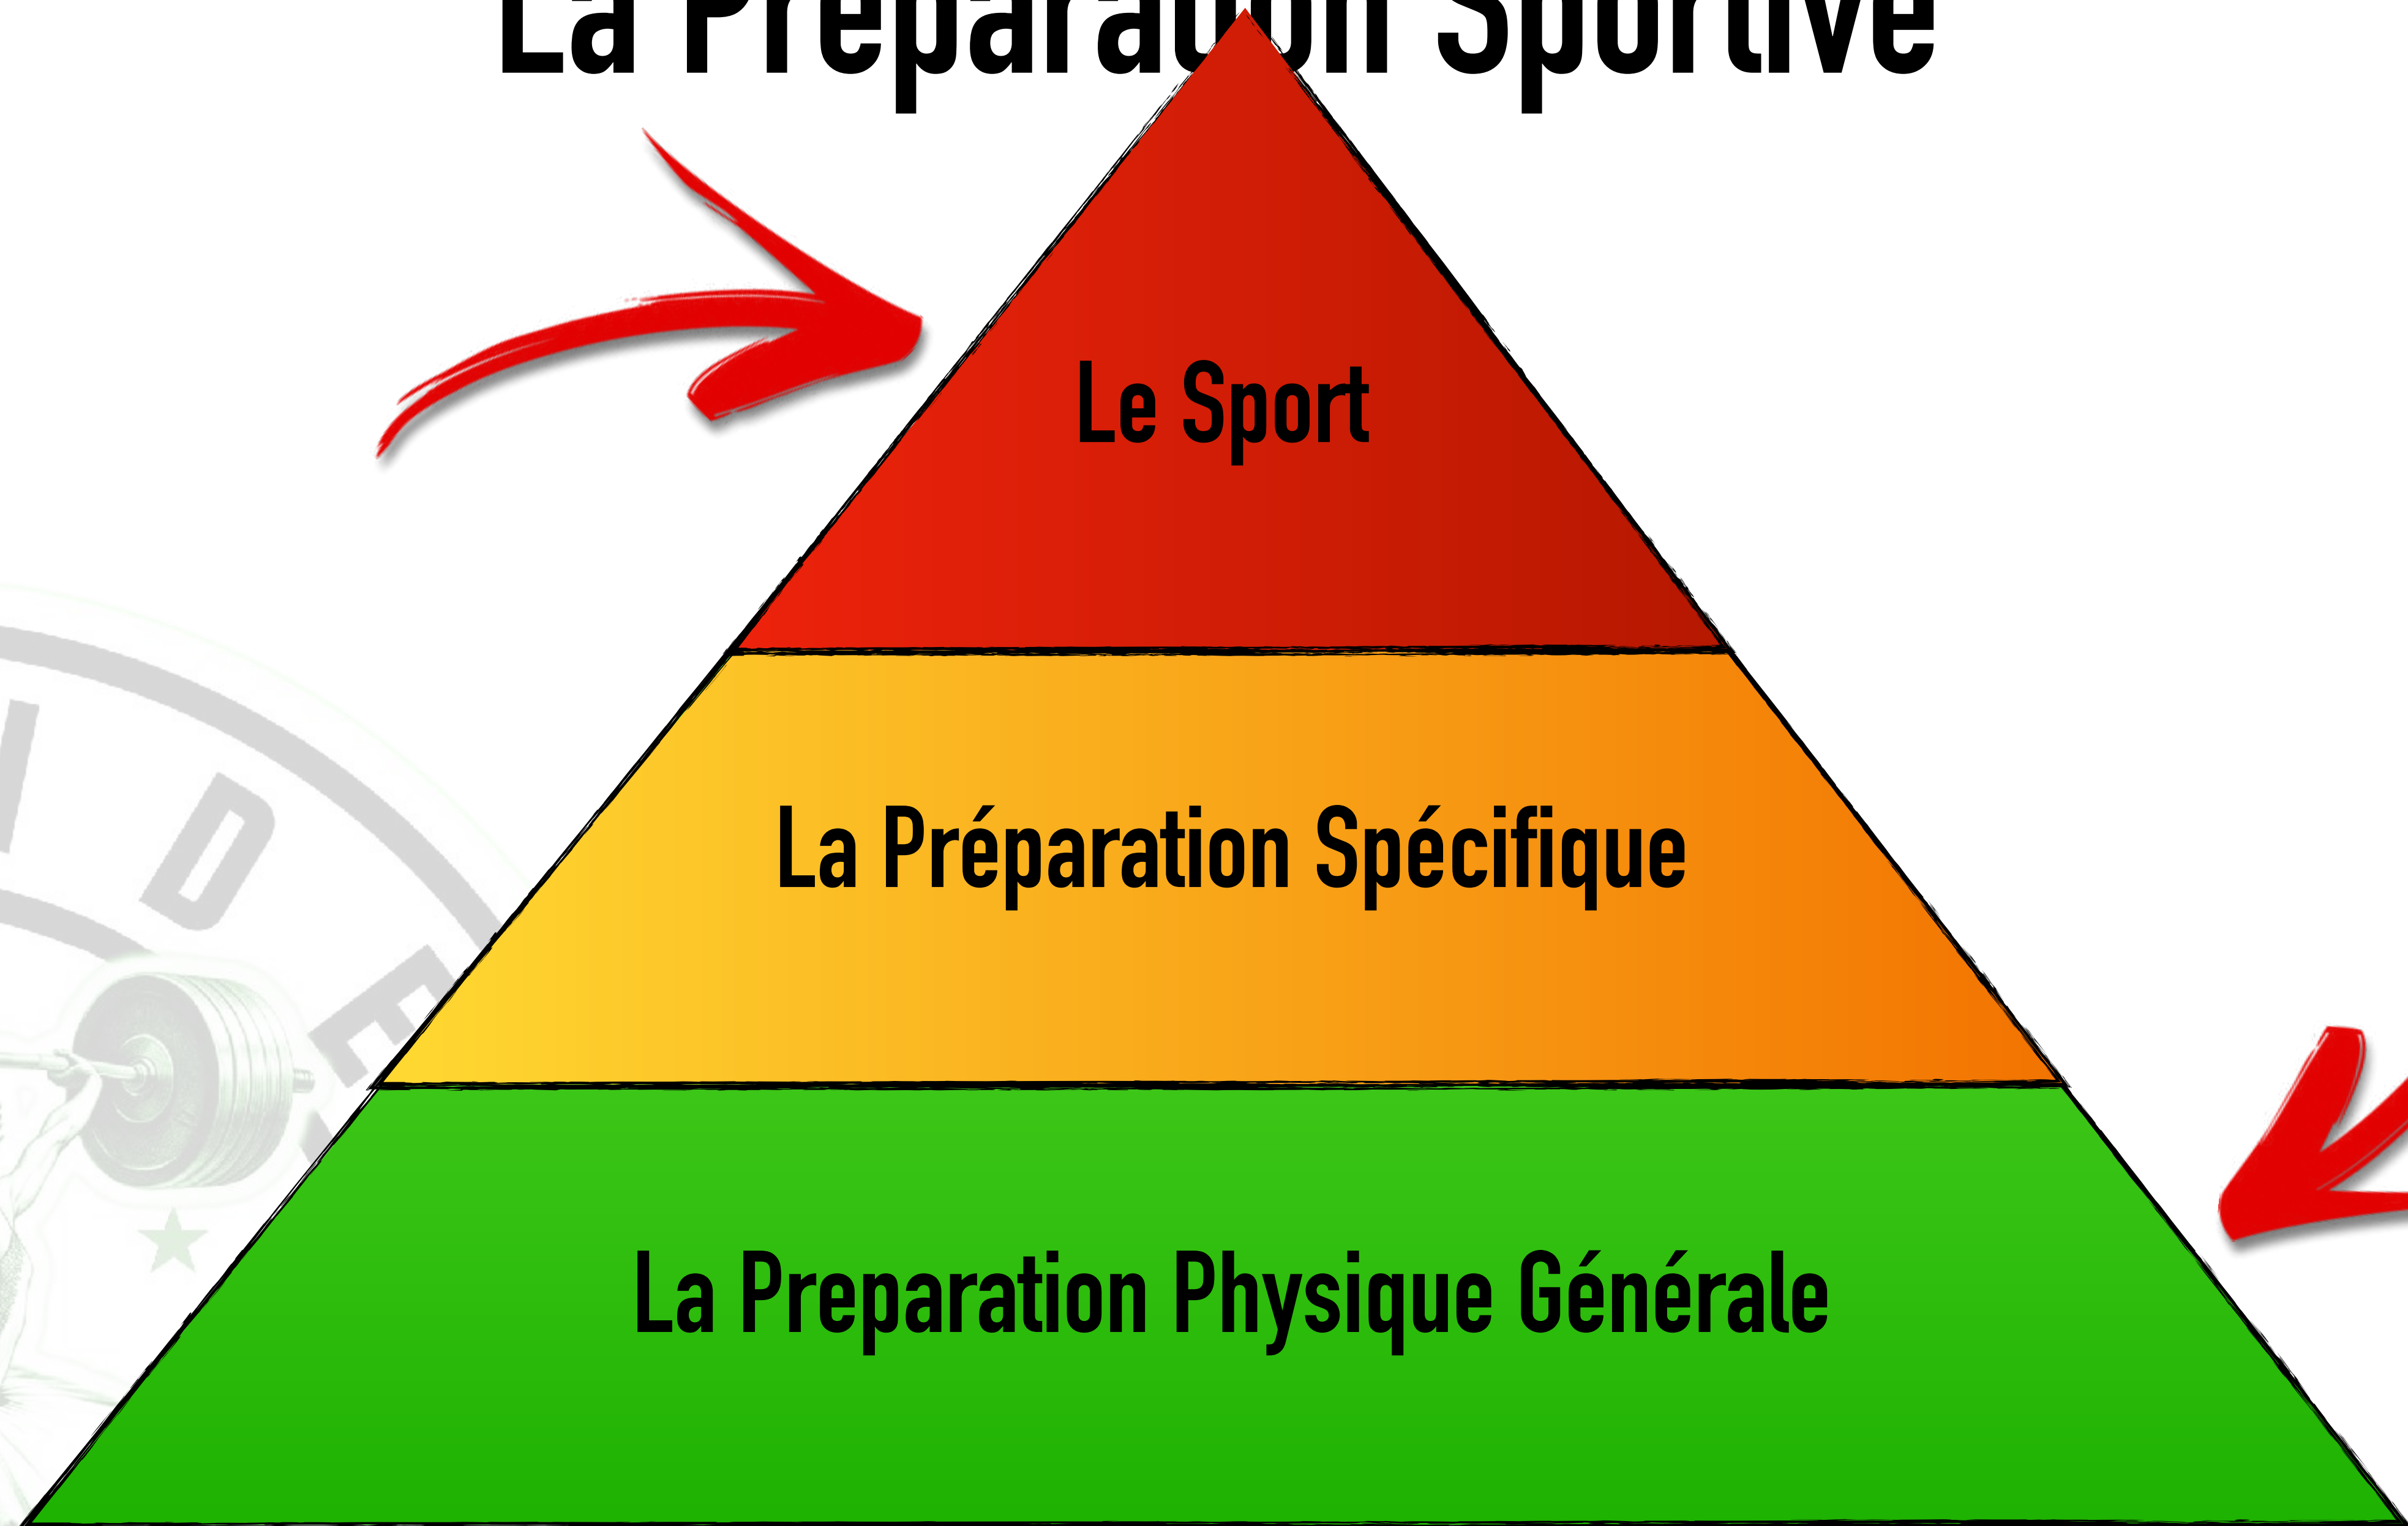 La Préparation Sportive
Le Sport
La Préparation Spécifique
La Preparation Physique Générale